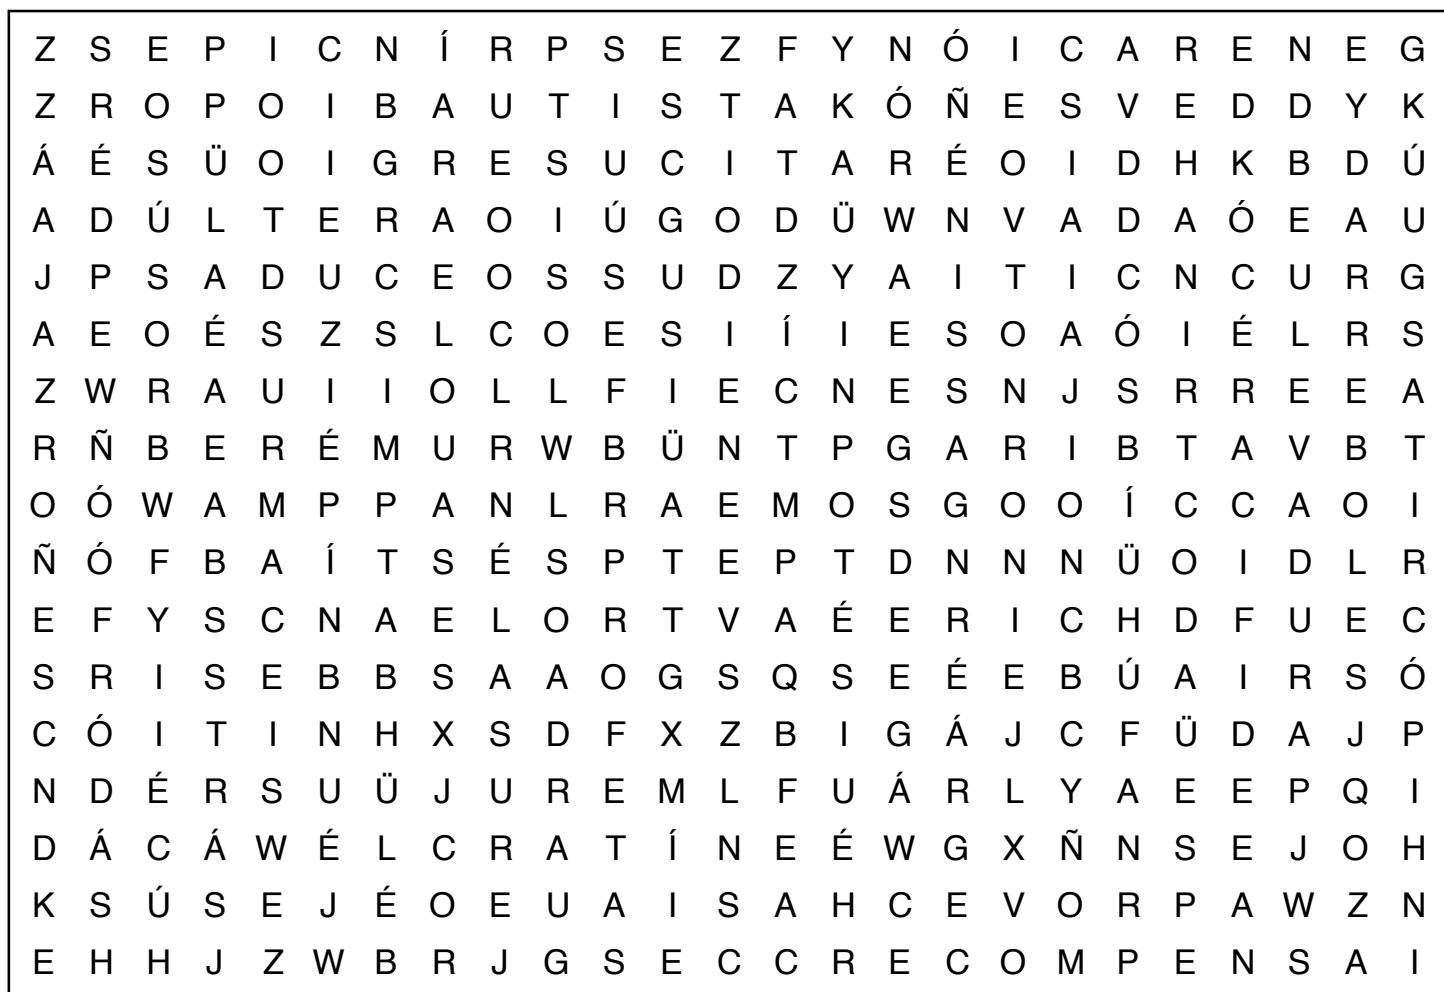 Z S E P I C N Í R P S E Z F Y N Ó I C A R E N E G
Z R O P O I B A U T I S T A K Ó Ñ E S V E D D Y K
Á É S Ü O I G R E S U C I T A R É O I D H K B D Ú
A D Ú L T E R A O I Ú G O D Ü W N V A D A Ó E A U
J P S A D U C E O S S U D Z Y A I T I C N C U R G
A E O É S Z S L C O E S I Í I E S O A Ó I É L R S
Z W R A U I I O L L F I E C N E S N J S R R E E A
R Ñ B E R É M U R W B Ü N T P G A R I B T A V B T
O Ó W A M P P A N L R A E M O S G O O Í C C A O I
Ñ Ó F B A Í T S É S P T E P T D N N N Ü O I D L R
E F Y S C N A E L O R T V A É E R I C H D F U E C
S R I S E B B S A A O G S Q S E É E B Ú A I R S Ó
C Ó I T I N H X S D F X Z B I G Á J C F Ü D A J P
N D É R S U Ü J U R E M L F U Á R L Y A E E P Q I
D Á C Á W É L C R A T Í N E É W G X Ñ N S E J O H
K S Ú S E J É O E U A I S A H C E V O R P A W Z N
E H H J Z W B R J G S E C C R E C O M P E N S A I